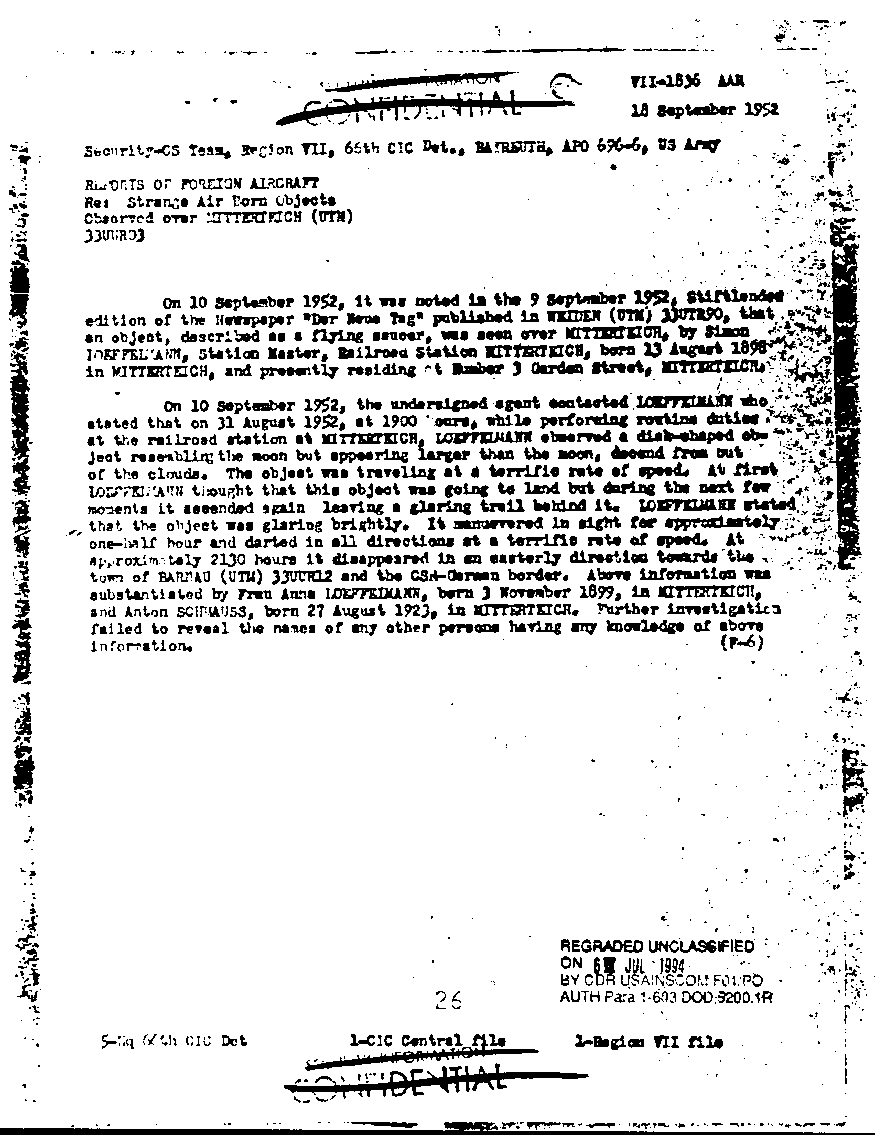 CONFIDENTIAL
VII-1836 AAR
18 September 1952
Security-CS Team, Region VII, 66th CIC Det., BAYREUTH, APO 696-6, US Army
REPORTS OF FOREIGN AIRCRAFT
Re: Strange Air Born Objects
Observed over MITTERTEICH (UTM)
33UUR03
On 10 September 1952, it was noted in the 9 September 1952, Stiftlanded
edition of the Newspaper "Der Neue Tag" published in WEIDEN (UTM) 33UTR90, that
an object, described as a flying saucer, was seen over MITTERTEICH, by Simon
LOEFFELMANN, Station Master, Railroad Station MITTERTEICH, born 13 August 1898
in MITTERTEICH, and presently residing at Number 3 Garden Street, MITTERTEICH.
On 10 September 1952, the undersigned agent contacted LOEFFELMANN who
stated that on 31 August 1952, at 1900 hours, while performing routine duties
at the railroad station at MITTERTEICH, LOEFFELMANN observed a disk-shaped ob-
ject resembling the moon but appearing larger than the moon, decend from out
of the clouds. The object was traveling at a terrific rate of speed. At first
LOEFFELMANN thought that this object was going to land but during the next few
moments it ascended again leaving a glaring trail behind it. LOEFFELMANN stated
that the object was glaring brightly. It manuevered in sight for approximately
one-half hour and darted in all directions at a terrific rate of speed. At
approximately 2130 hours it disappeared in an easterly direction towards the
town of BARNAU (UTM) 33UUR12 and the CSR-German border. Above information was
substantiated by Frau Anna LOEFFELMANN, born 3 November 1899, in MITTERTEICH,
and Anton SCHRAUSS, born 27 August 1923, in MITTERTEICH. Further investigation
failed to reveal the names of any other persons having any knowledge of above
information. (F-6)
REGRADED UNCLASSIFIED
ON 6 JUL 1994
BY CDR USAINSCOM F01/PO
AUTH Para 1-603 DOD 5200.1R
26
5-Hq 66th CIC Det 1-CIC Central file 1-Region VII file
CONFIDENTIAL